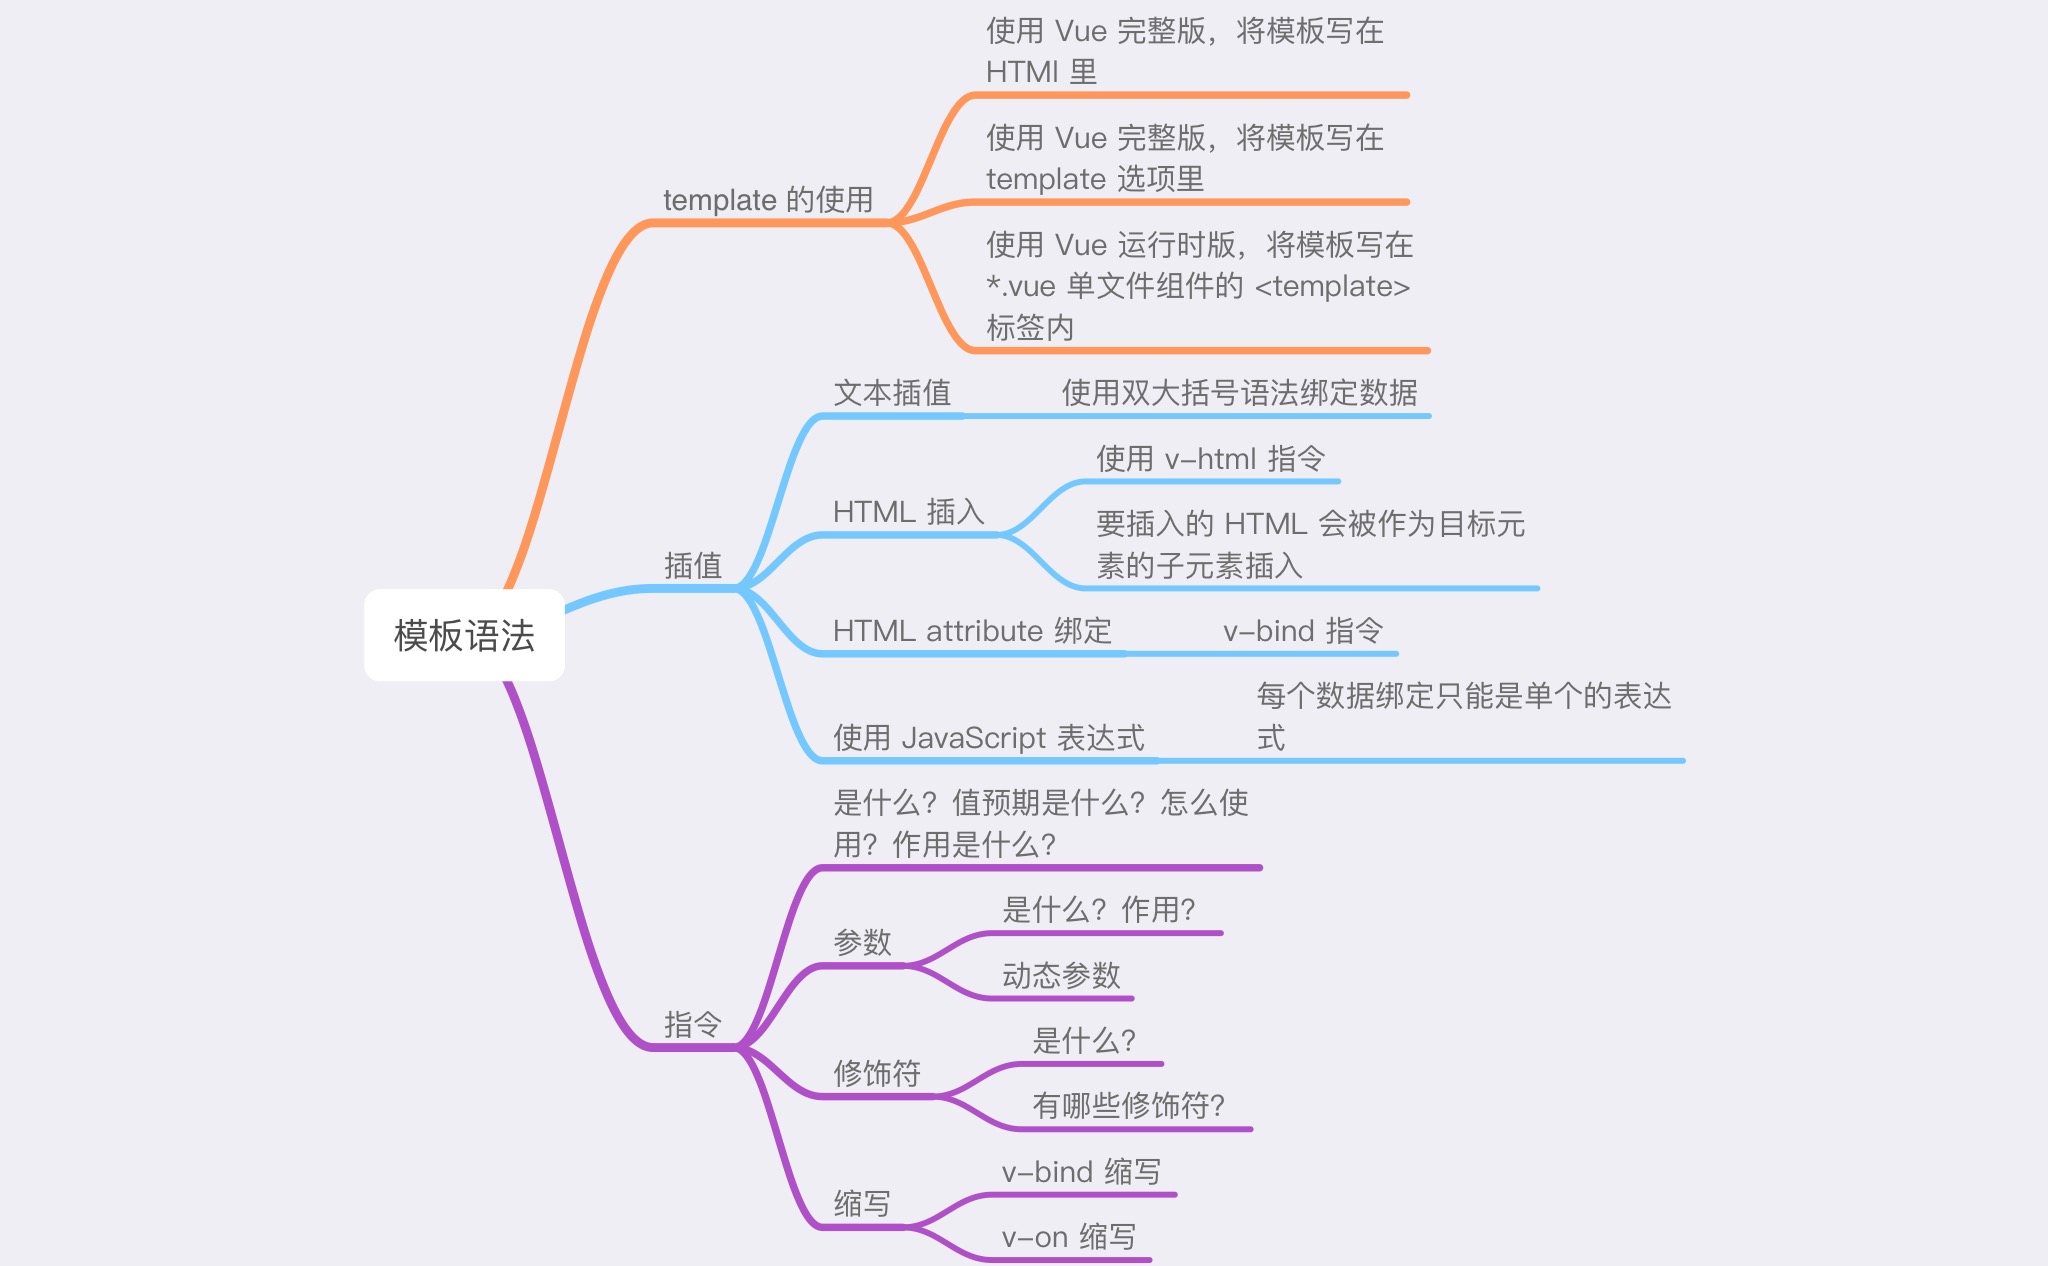 使用 Vue 完整版，将模板写在
HTMl 里
使用 Vue 完整版，将模板写在
template 选项里
template 的使用
使用 Vue 运行时版，将模板写在
*.vue 单文件组件的 <template>
标签内
文本插值
使用双大括号语法绑定数据
使用 v-html 指令
HTML 插入
要插入的 HTML 会被作为目标元
素的子元素插入
插值
模板语法
HTML attribute 绑定
v-bind 指令
每个数据绑定只能是单个的表达
式
使用 JavaScript 表达式
是什么？值预期是什么？怎么使
用？作用是什么？
是什么？作用？
参数
动态参数
指令
是什么？
修饰符
有哪些修饰符？
v-bind 缩写
缩写
v-on 缩写